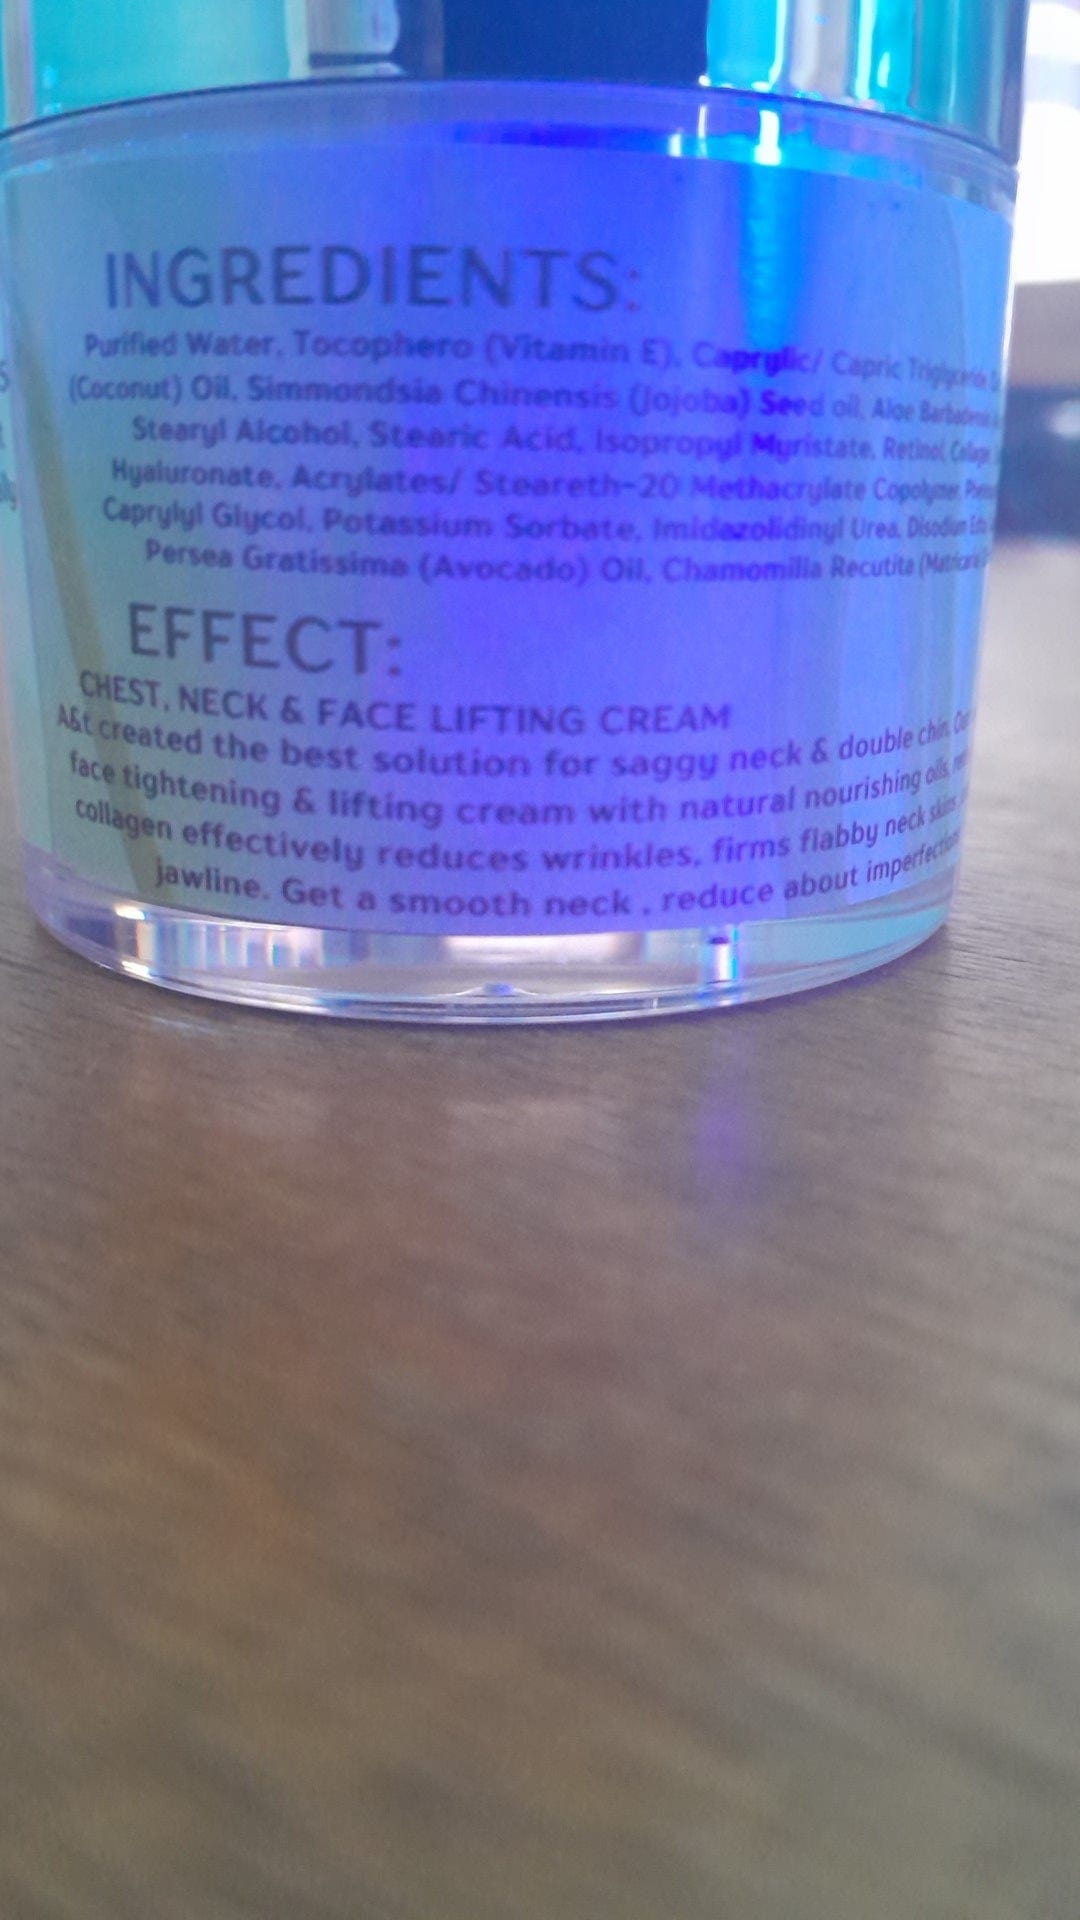 INGREDIENTS:
Purified Water, Tocophero (Vitamin E), Caprylic/ Capric Triglyceride,
(Coconut) Oil, Simmondsia Chinensis (Jojoba) Seed oil, Aloe
Stearyl Alcohol, Stearic Acid, Isopropyl Myristate, Retinol,
Hyaluronate, Acrylates/ Steareth-20 Methacrylate Copolymer,
Caprylyl Glycol, Potassium Sorbate, Imidazolidinyl Urea, Disodium
Persea Gratissima (Avocado) Oil, Chamomilla Recutita
EFFECT:
CHEST, NECK & FACE LIFTING CREAM
A&t created the best solution for saggy neck & double chin,
face tightening & lifting cream with natural nourishing oils,
collagen effectively reduces wrinkles, firms flabby neck skins
jawline. Get a smooth neck , reduce about